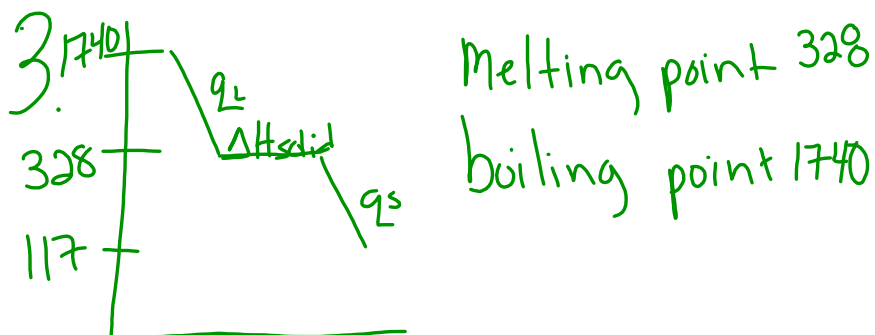 3.
1740
qL
ΔHsolid
328
qs
117
Melting point 328
boiling point 1740